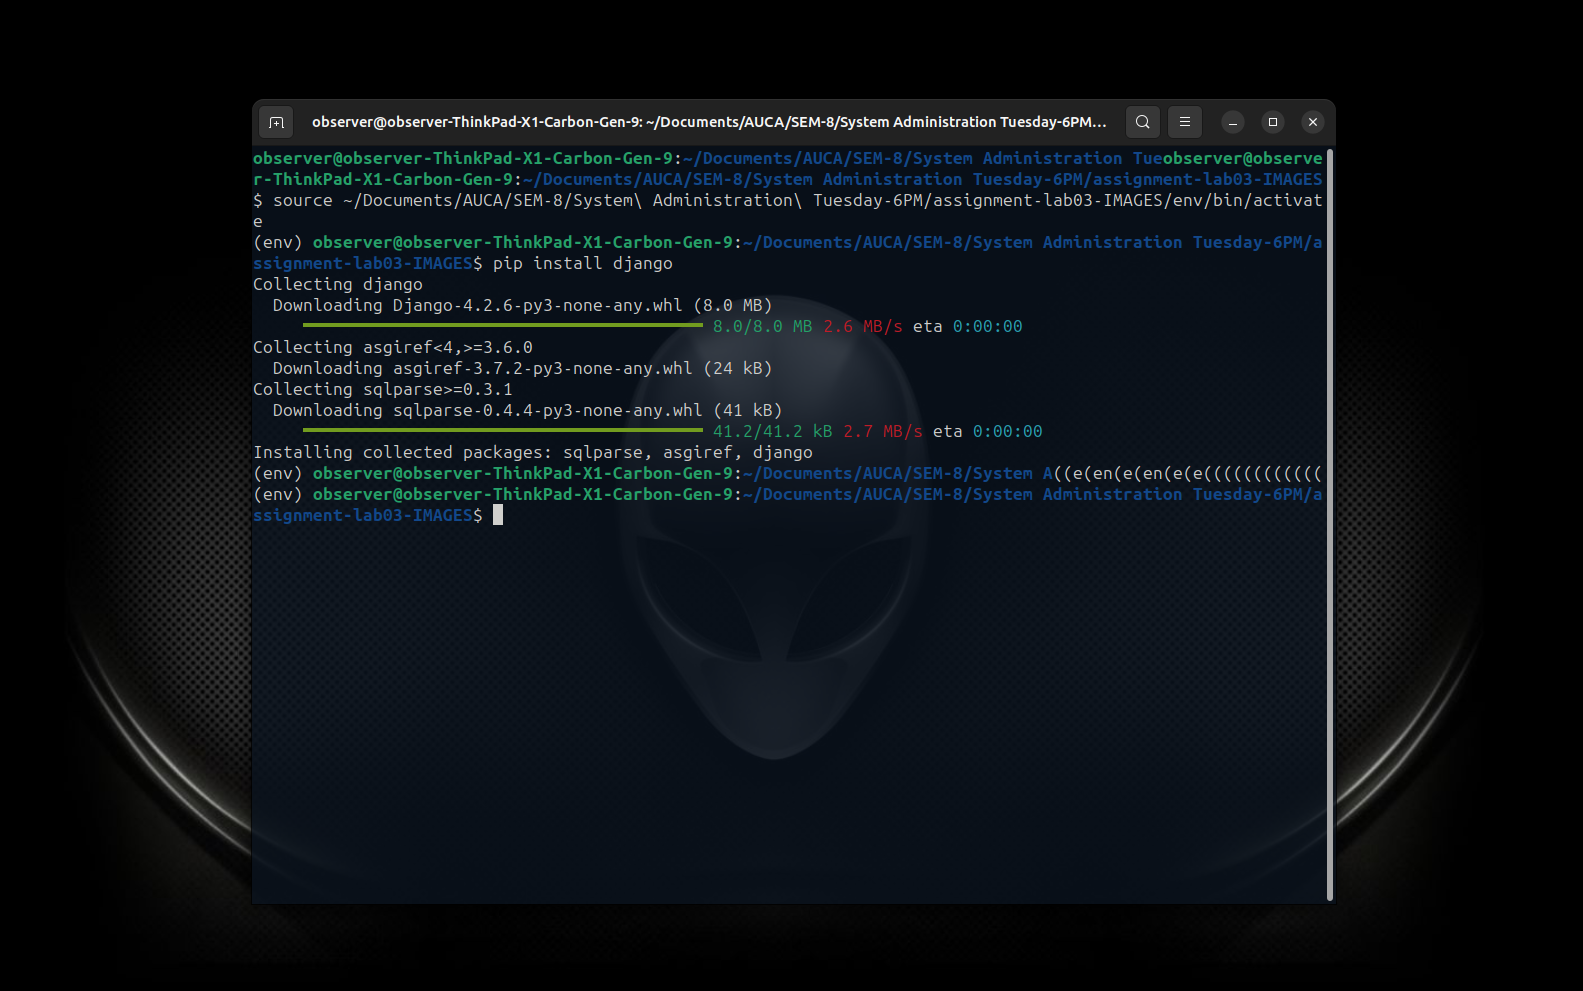 observer@observer-ThinkPad-X1-Carbon-Gen-9: ~/Documents/AUCA/SEM-8/System Administration Tuesday-6PM...
observer@observer-ThinkPad-X1-Carbon-Gen-9:~/Documents/AUCA/SEM-8/System Administration Tueobserver@observe
r-ThinkPad-X1-Carbon-Gen-9:~/Documents/AUCA/SEM-8/System Administration Tuesday-6PM/assignment-lab03-IMAGES
$ source ~/Documents/AUCA/SEM-8/System\ Administration\ Tuesday-6PM/assignment-lab03-IMAGES/env/bin/activat
e
(env) observer@observer-ThinkPad-X1-Carbon-Gen-9:~/Documents/AUCA/SEM-8/System Administration Tuesday-6PM/a
ssignment-lab03-IMAGES$ pip install django
Collecting django
  Downloading Django-4.2.6-py3-none-any.whl (8.0 MB)
8.0/8.0 MB 2.6 MB/s eta 0:00:00
Collecting asgiref<4,>=3.6.0
  Downloading asgiref-3.7.2-py3-none-any.whl (24 kB)
Collecting sqlparse>=0.3.1
  Downloading sqlparse-0.4.4-py3-none-any.whl (41 kB)
41.2/41.2 kB 2.7 MB/s eta 0:00:00
Installing collected packages: sqlparse, asgiref, django
(env) observer@observer-ThinkPad-X1-Carbon-Gen-9:~/Documents/AUCA/SEM-8/System A((e(en(e(en(e(e((((((((((((
(env) observer@observer-ThinkPad-X1-Carbon-Gen-9:~/Documents/AUCA/SEM-8/System Administration Tuesday-6PM/a
ssignment-lab03-IMAGES$